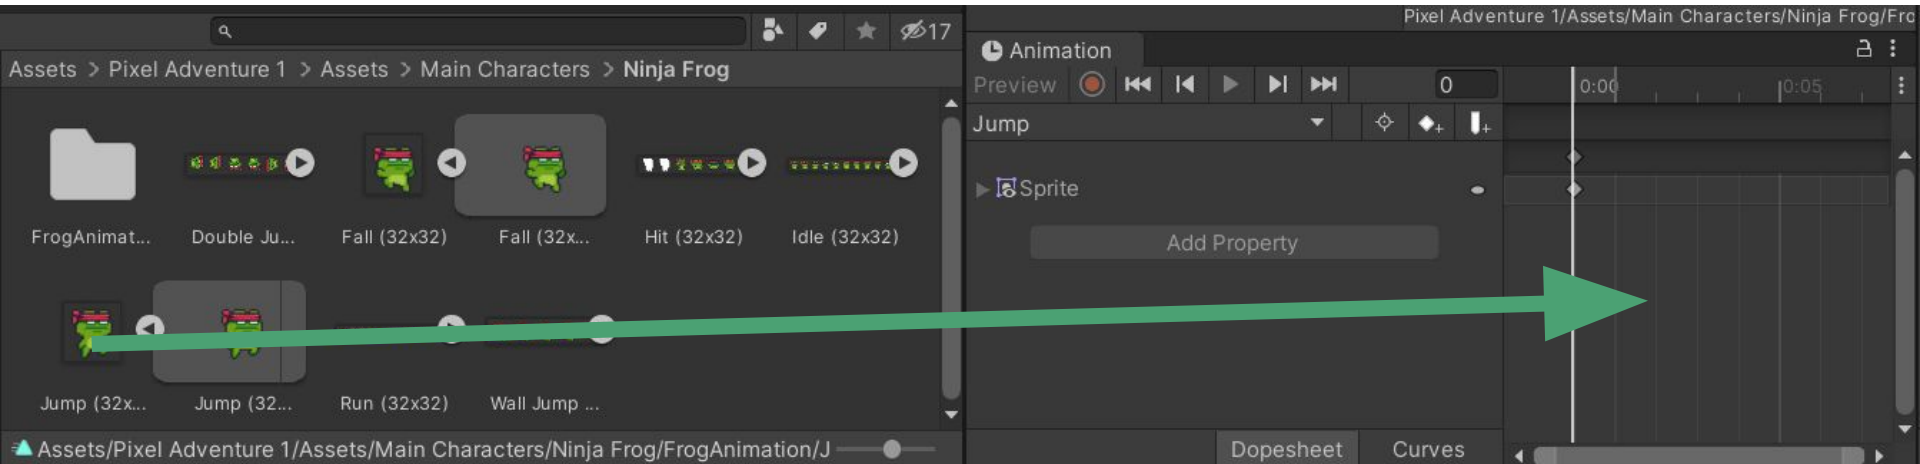 Pixel Adventure 1/Assets/Main Characters/Ninja Frog/Fro
17
Assets > Pixel Adventure 1 > Assets > Main Characters > Ninja Frog
FrogAnimat...
Double Ju...
Fall (32x32)
Fall (32x...
Hit (32x32)
Idle (32x32)
Jump (32x...
Jump (32...
Run (32x32)
Wall Jump ...
Assets/Pixel Adventure 1/Assets/Main Characters/Ninja Frog/FrogAnimation/J
Animation
Preview
0
0:00
0:05
Jump
Sprite
Add Property
Dopesheet
Curves